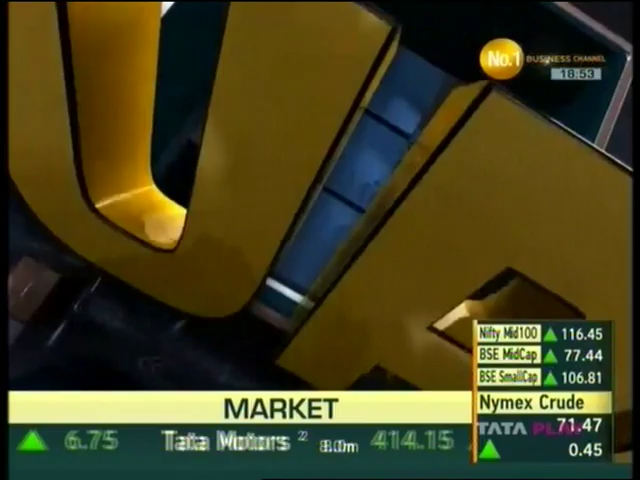 No.1 BUSINESS CHANNEL
18:53
Nifty Mid100 ▲ 116.45
BSE MidCap ▲ 77.44
BSE SmallCap ▲ 106.81
Nymex Crude
71.47
TATA PLAY
▲ 0.45
MARKET
▲ 6.75 Tata Motors 8.0m 414.15